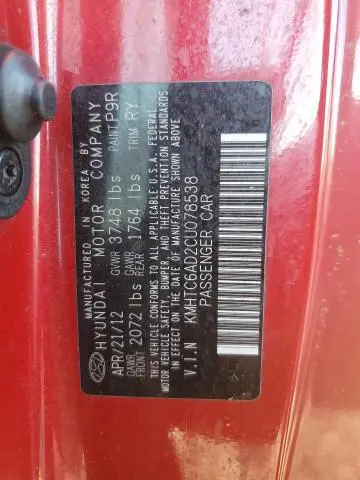 MANUFACTURED IN KOREA BY
HYUNDAI MOTOR COMPANY
APR/21/12 GVWR 3748 lbs PAINT P9R
GAWR FRONT 2072 lbs GAWR REAR 1764 lbs TRIM RY
THIS VEHICLE CONFORMS TO ALL APPLICABLE U.S.A. FEDERAL
MOTOR VEHICLE SAFETY, BUMPER, AND THEFT PREVENTION
STANDARDS IN EFFECT ON THE DATE OF MANUFACTURE SHOWN ABOVE
V.I.N KMHTC6AD2CU078538
PASSENGER CAR